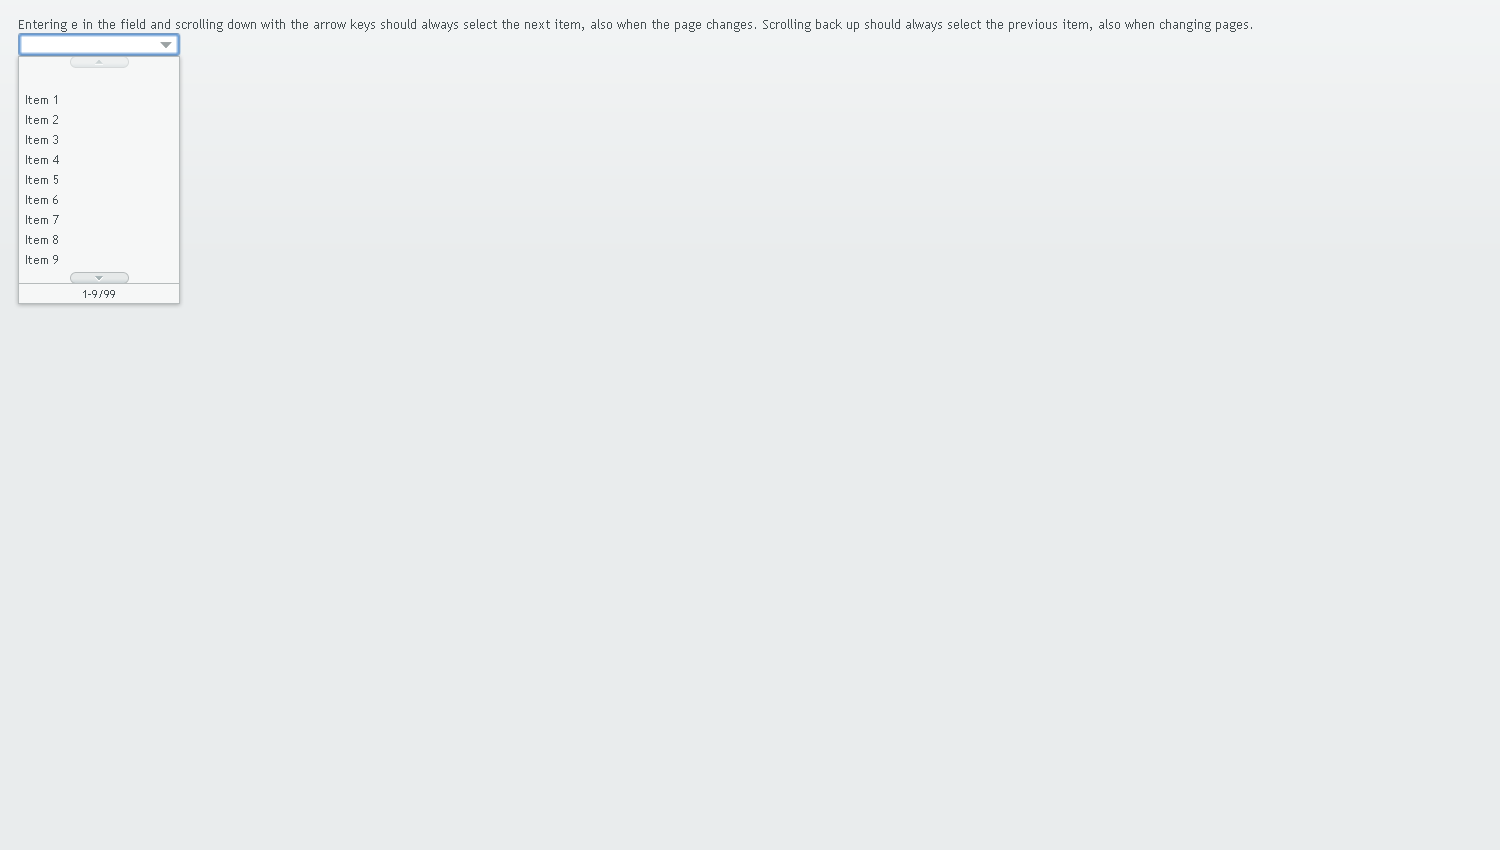 Entering e in the field and scrolling down with the arrow keys should always select the next item, also when the page changes. Scrolling back up should always select the previous item, also when changing pages.
Item 1
Item 2
Item 3
Item 4
Item 5
Item 6
Item 7
Item 8
Item 9
1-9/99